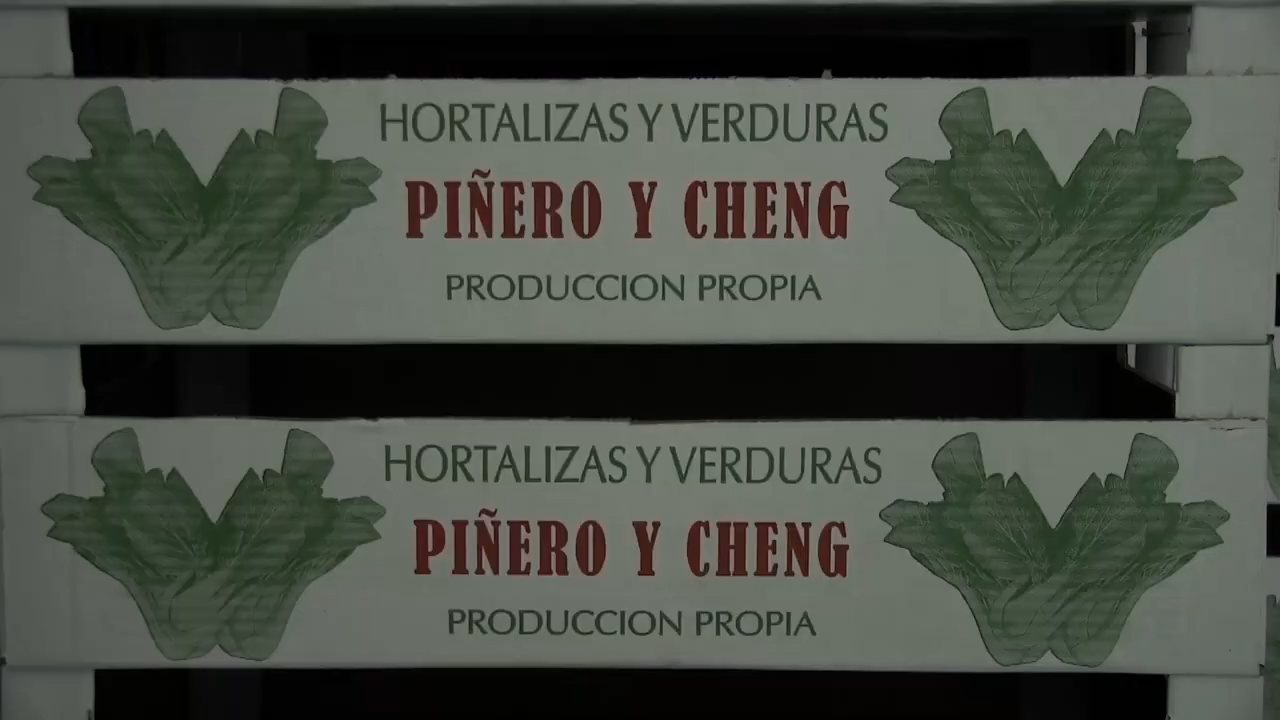 HORTALIZAS Y VERDURAS
PIÑERO Y CHENG
PRODUCCION PROPIA
HORTALIZAS Y VERDURAS
PIÑERO Y CHENG
PRODUCCION PROPIA